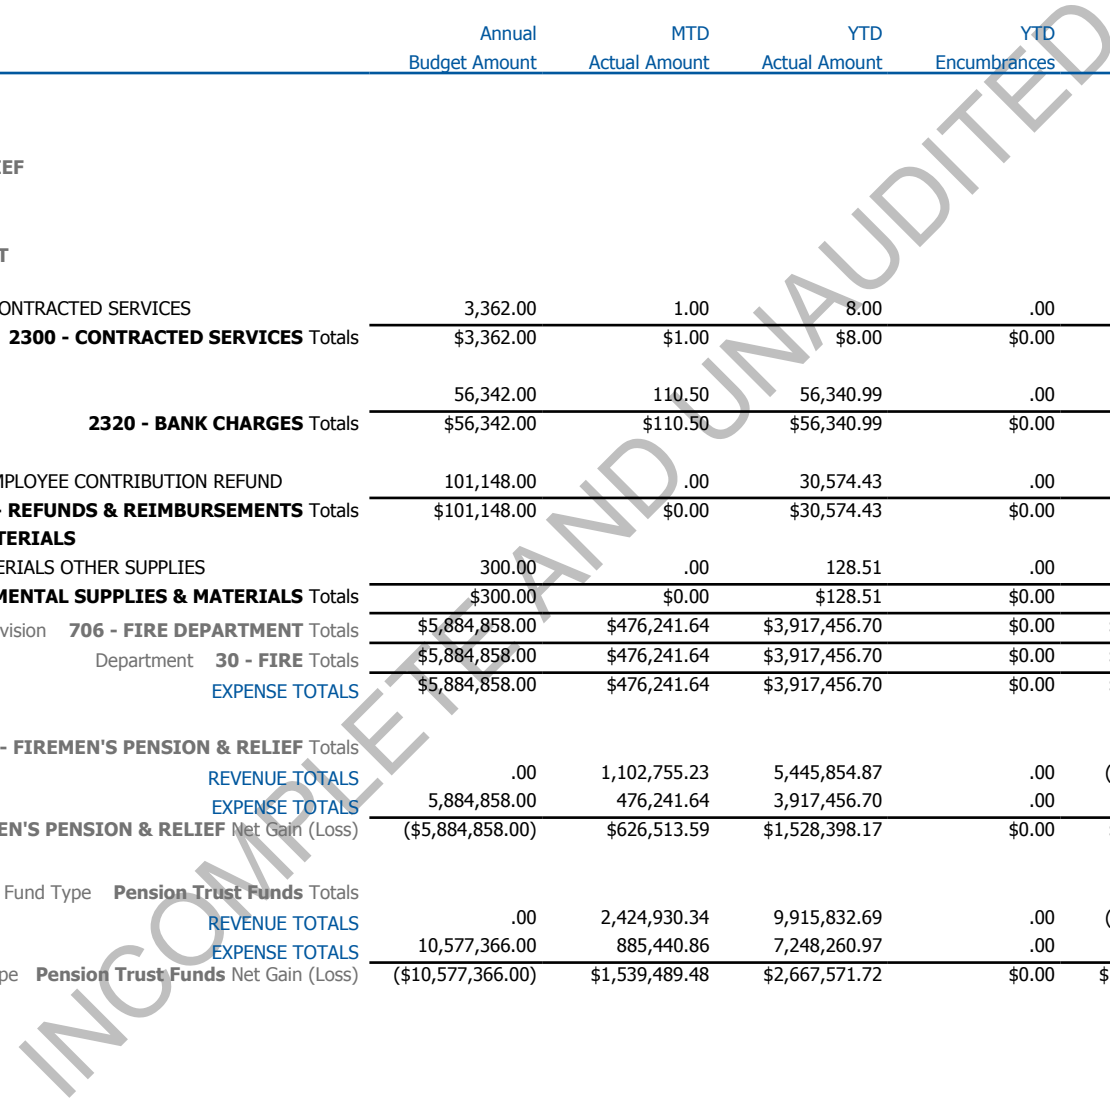 Annual MTD YTD YTD
Budget Amount Actual Amount Actual Amount Encumbrances
IEF
T
ONTRACTED SERVICES 3,362.00 1.00 8.00 .00
2300 - CONTRACTED SERVICES Totals $3,362.00 $1.00 $8.00 $0.00
56,342.00 110.50 56,340.99 .00
2320 - BANK CHARGES Totals $56,342.00 $110.50 $56,340.99 $0.00
MPLOYEE CONTRIBUTION REFUND 101,148.00 .00 30,574.43 .00
- REFUNDS & REIMBURSEMENTS Totals $101,148.00 $0.00 $30,574.43 $0.00
TERIALS
ERIALS OTHER SUPPLIES 300.00 .00 128.51 .00
MENTAL SUPPLIES & MATERIALS Totals $300.00 $0.00 $128.51 $0.00
vision 706 - FIRE DEPARTMENT Totals $5,884,858.00 $476,241.64 $3,917,456.70 $0.00
Department 30 - FIRE Totals $5,884,858.00 $476,241.64 $3,917,456.70 $0.00
EXPENSE TOTALS $5,884,858.00 $476,241.64 $3,917,456.70 $0.00
- FIREMEN'S PENSION & RELIEF Totals
REVENUE TOTALS .00 1,102,755.23 5,445,854.87 .00 (
EXPENSE TOTALS 5,884,858.00 476,241.64 3,917,456.70 .00
EN'S PENSION & RELIEF Net Gain (Loss) ($5,884,858.00) $626,513.59 $1,528,398.17 $0.00
Fund Type Pension Trust Funds Totals
REVENUE TOTALS .00 2,424,930.34 9,915,832.69 .00 (
EXPENSE TOTALS 10,577,366.00 885,440.86 7,248,260.97 .00
pe Pension Trust Funds Net Gain (Loss) ($10,577,366.00) $1,539,489.48 $2,667,571.72 $0.00 $
INCOMPLETE AND UNAUDITED